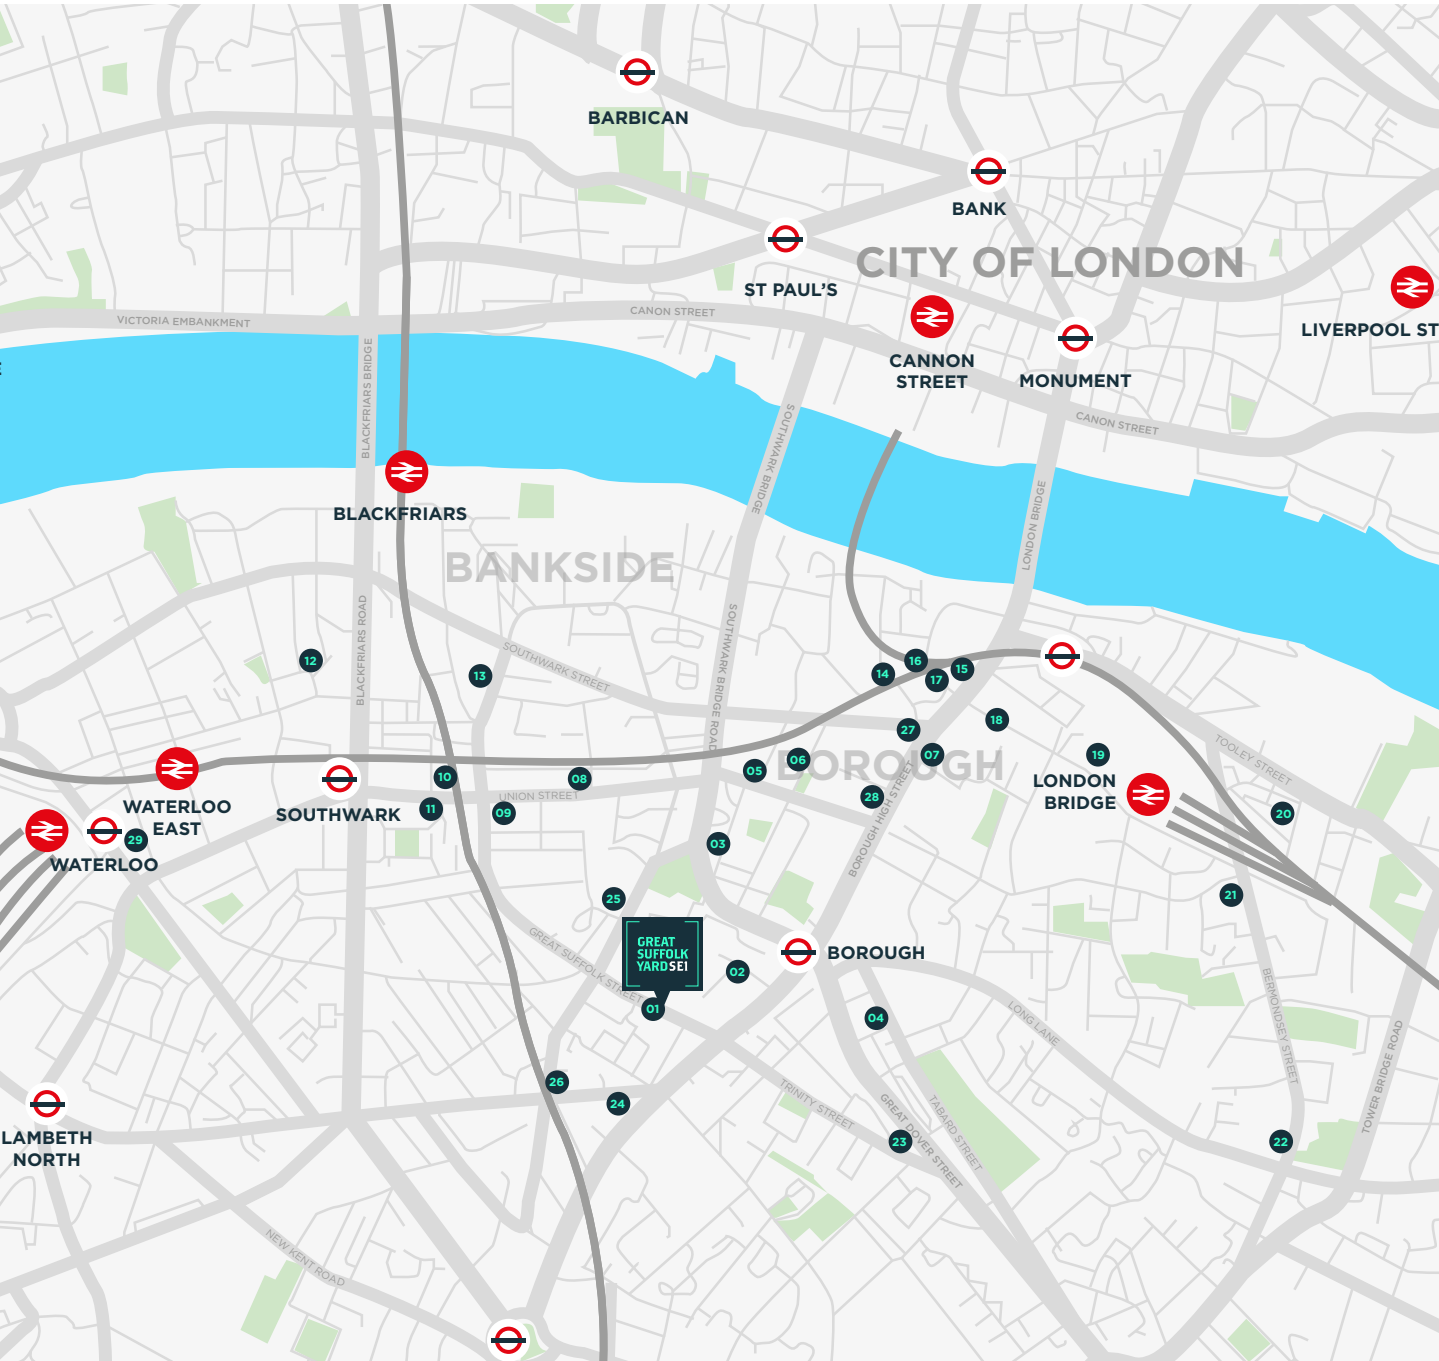 BARBICAN
BANK
CITY OF LONDON
ST PAUL'S
CANON STREET
VICTORIA EMBANKMENT
LIVERPOOL ST
CANNON
STREET
MONUMENT
E
BLACKFRIARS BRIDGE
SOUTHWARK BRIDGE
CANON STREET
LONDON BRIDGE
BLACKFRIARS
BANKSIDE
BLACKFRIARS ROAD
SOUTHWARK STREET
SOUTHWARK BRIDGE ROAD
12
13
14
16
17
15
18
27
07
19
TOOLEY STREET
BOROUGH
06
05
08
10
UNION STREET
11
09
28
BOROUGH HIGH STREET
LONDON
BRIDGE
20
WATERLOO
EAST
SOUTHWARK
29
WATERLOO
03
25
21
GREAT
SUFFOLK
YARDSE1
GREAT SUFFOLK STREET
01
02
BOROUGH
04
LONG LANE
BERMONDSEY STREET
TOWER BRIDGE ROAD
26
24
TRINITY STREET
GREAT DOVER STREET
TABARD STREET
23
22
LAMBETH
NORTH
NEW KENT ROAD